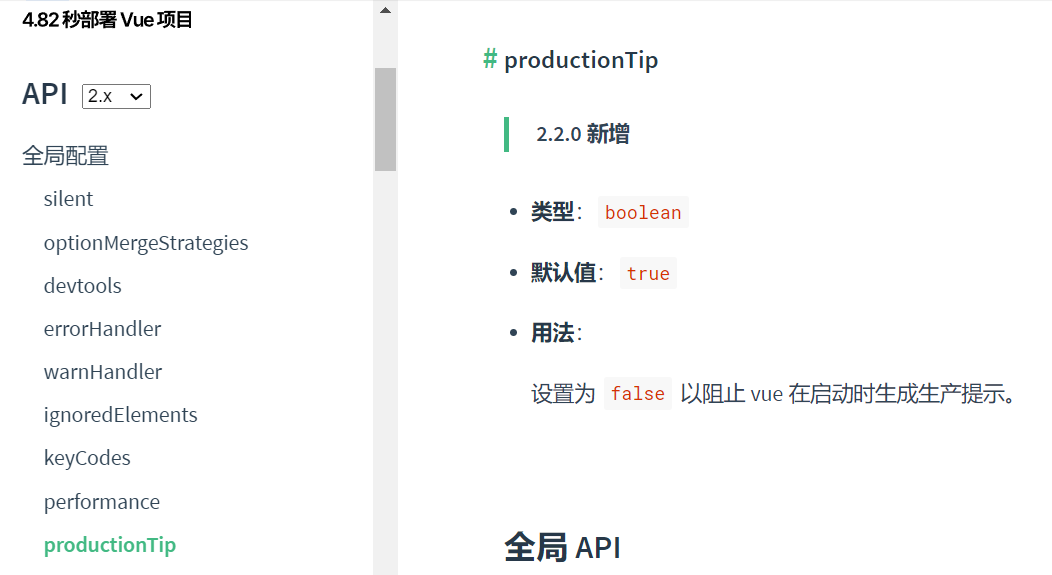 4.82 秒部署 Vue 项目
API 2.x
全局配置
silent
optionMergeStrategies
devtools
errorHandler
warnHandler
ignoredElements
keyCodes
performance
productionTip
# productionTip
2.2.0 新增
类型： boolean
默认值： true
用法：
设置为 false 以阻止 vue 在启动时生成生产提示。
全局 API